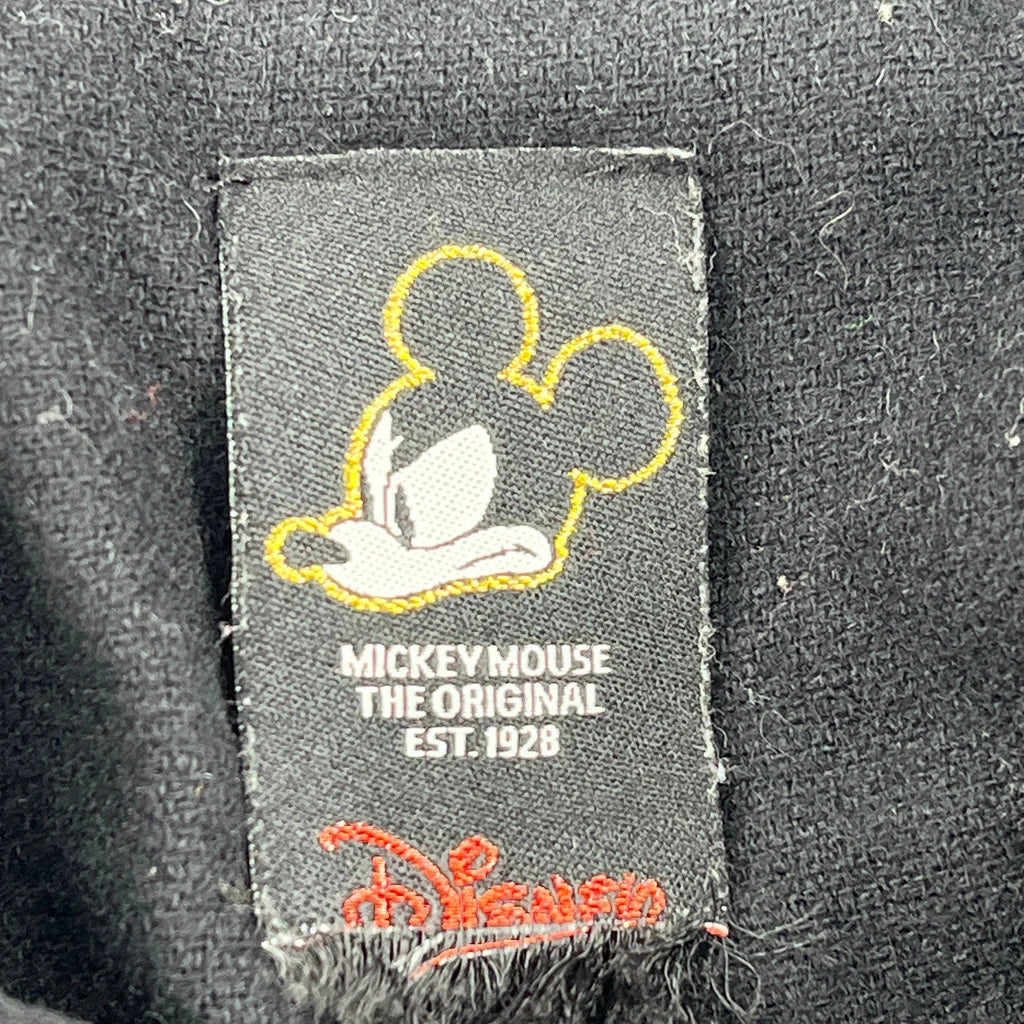 MICKEY MOUSE
THE ORIGINAL
EST. 1928
Disney